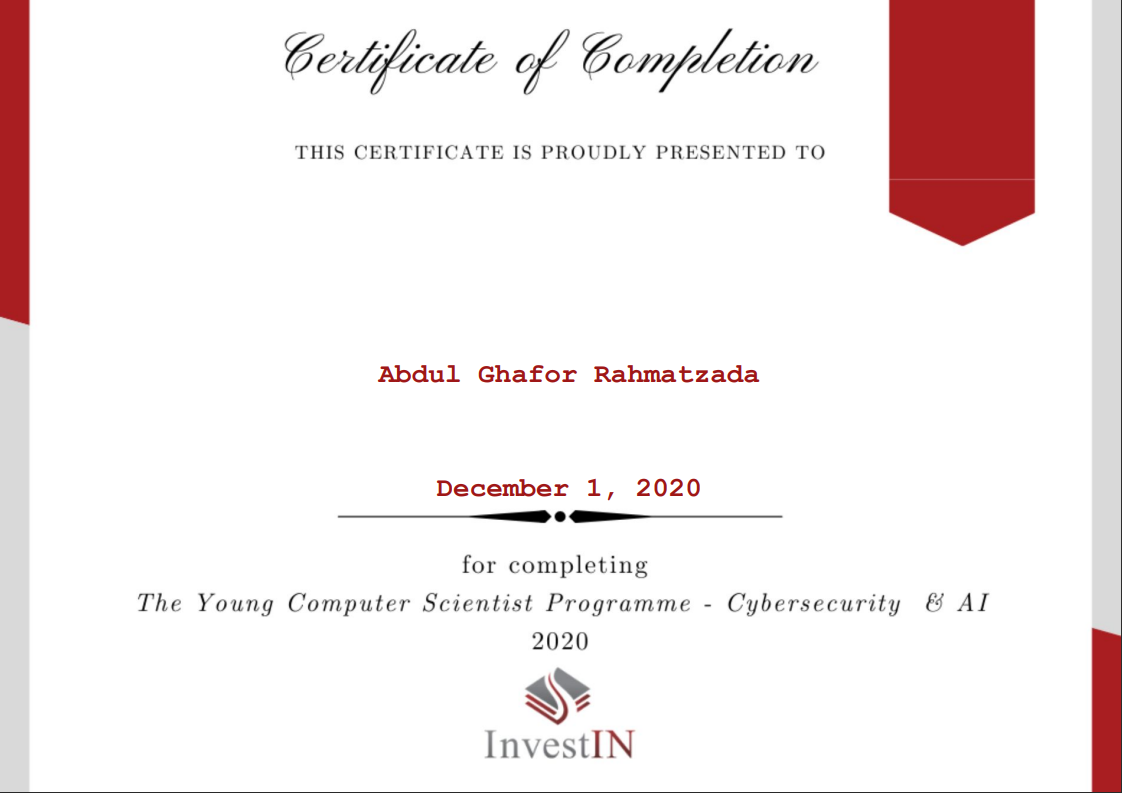 Certificate of Completion
THIS CERTIFICATE IS PROUDLY PRESENTED TO
Abdul Ghafor Rahmatzada
December 1, 2020
for completing
The Young Computer Scientist Programme - Cybersecurity & AI
2020
InvestIN